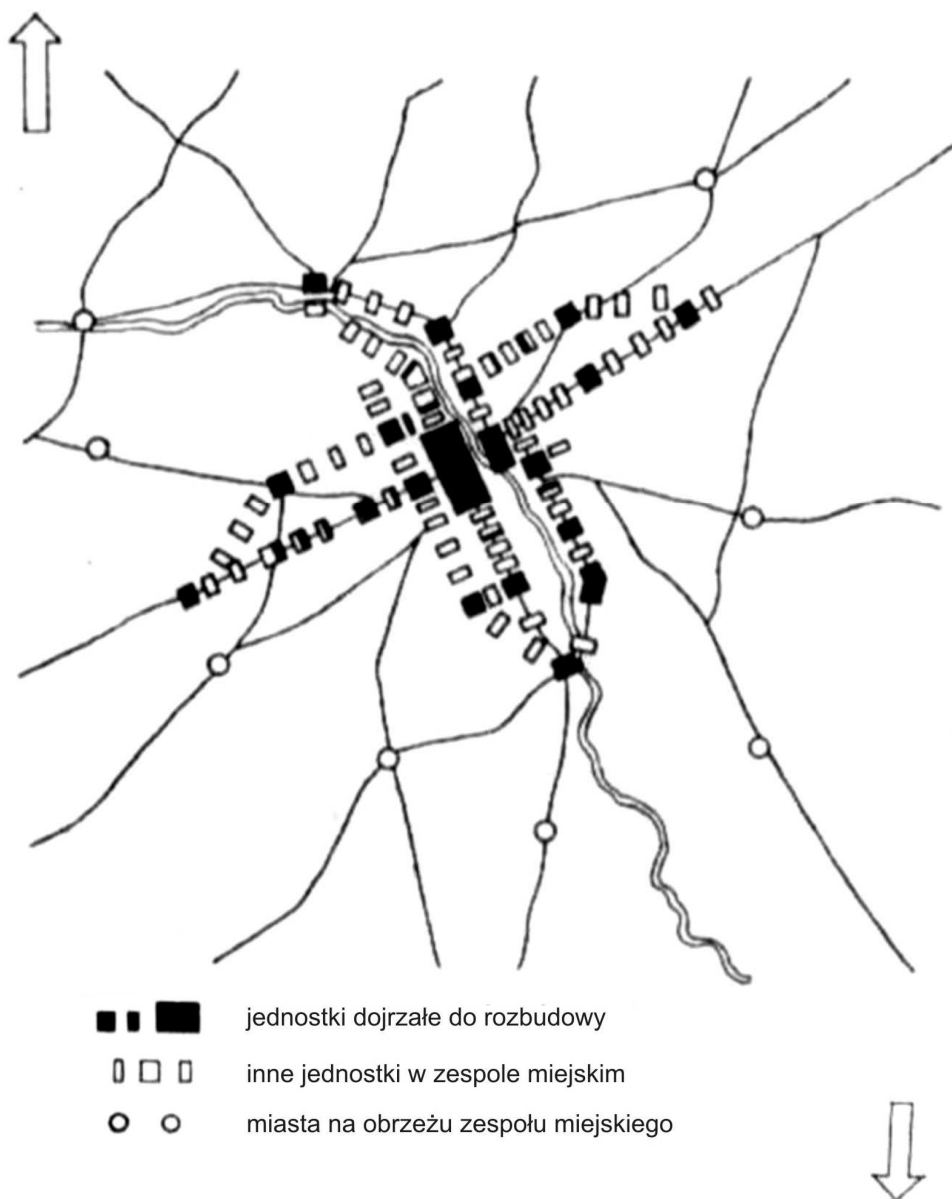 jednostki dojrzałe do rozbudowy
inne jednostki w zespole miejskim
miasta na obrzeżu zespołu miejskiego